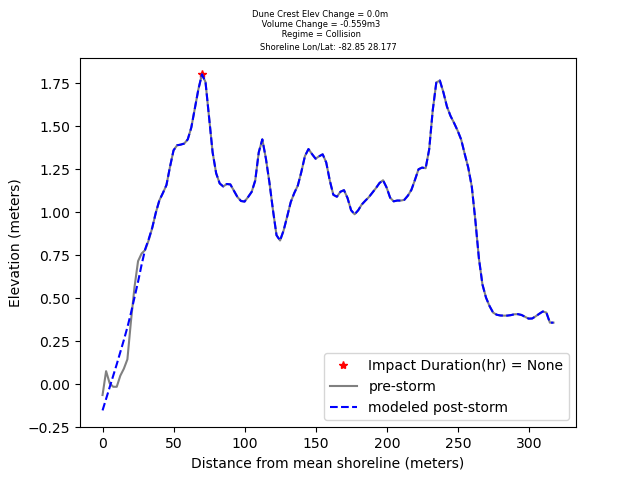 Dune Crest Elev Change = 0.0m
Volume Change = -0.559m3
Regime = Collision
Shoreline Lon/Lat: -82.85 28.177
1.75
1.50
1.25
1.00
0.75
0.50
0.25
0.00
−0.25
Elevation (meters)
Impact Duration(hr) = None
pre-storm
modeled post-storm
0 50 100 150 200 250 300
Distance from mean shoreline (meters)